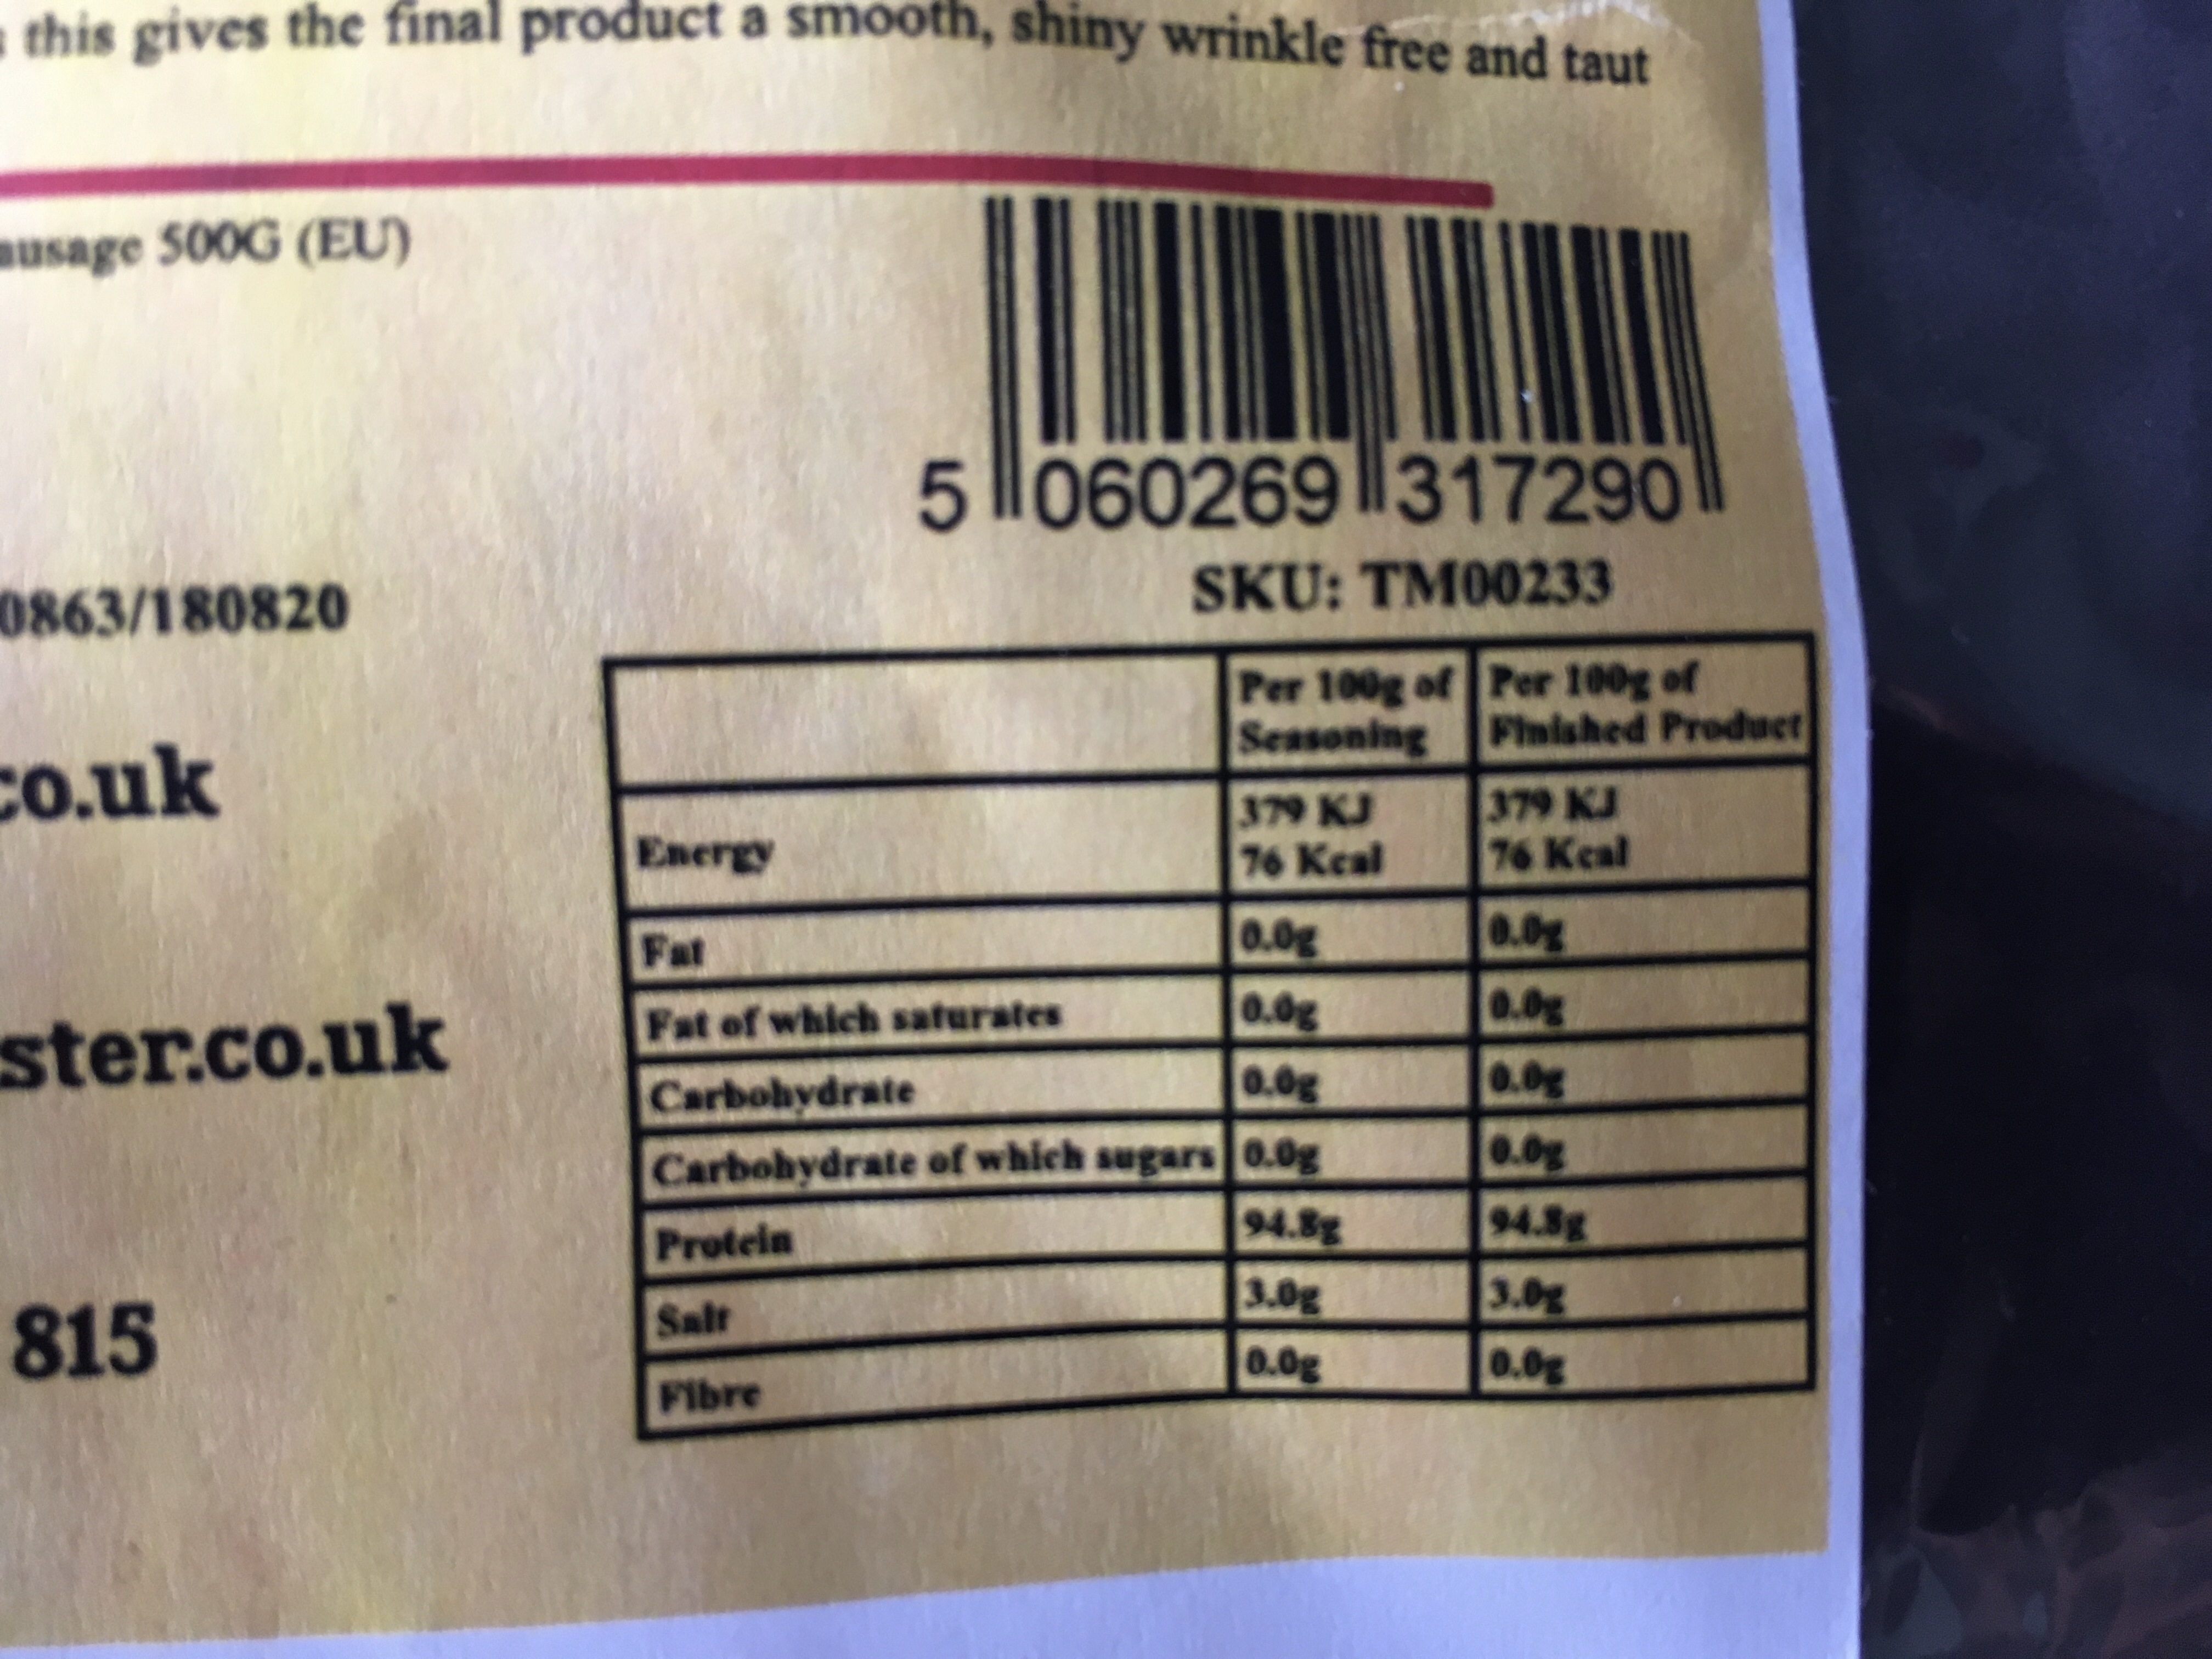 this gives the final product a smooth, shiny wrinkle free and taut
500G (EU)
5 060269 317290
SKU: TM00233
0863/180820
co.uk
ster.co.uk
815
Per 100g of Seasoning Per 100g of Finished Product
Energy 379 KJ 76 Kcal 379 KJ 76 Kcal
Fat 0.0g 0.0g
Fat of which saturates 0.0g 0.0g
Carbohydrate 0.0g 0.0g
Carbohydrate of which sugars 0.0g 0.0g
Protein 94.8g 94.8g
Salt 3.0g 3.0g
Fibre 0.0g 0.0g